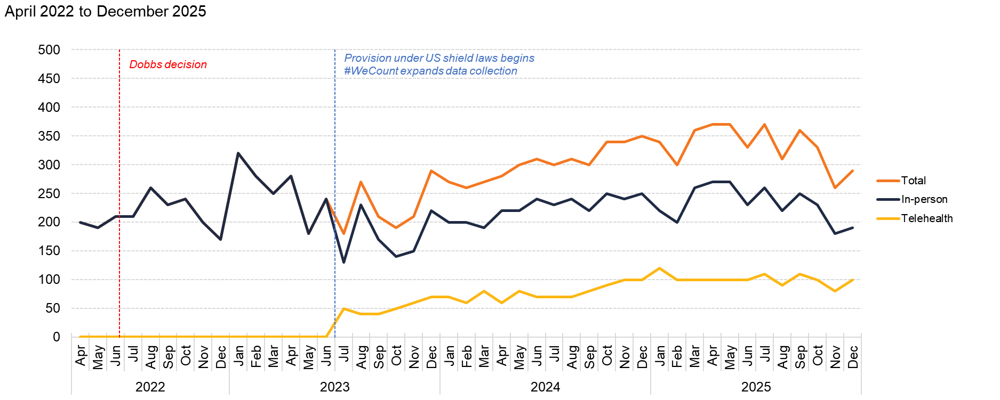 April 2022 to December 2025
500
450
400
350
300
250
200
150
100
50
0
Dobbs decision
Provision under US shield laws begins
#WeCount expands data collection
Total
In-person
Telehealth
Apr May Jun Jul Aug Sep Oct Nov Dec Jan Feb Mar Apr May Jun Jul Aug Sep Oct Nov Dec Jan Feb Mar Apr May Jun Jul Aug Sep Oct Nov Dec Jan Feb Mar Apr May Jun Jul Aug Sep Oct Nov Dec
2022 2023 2024 2025